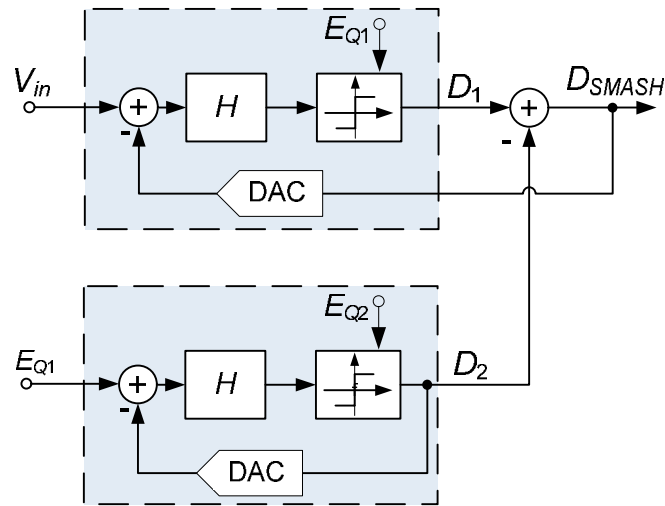 E_Q1
V_in
+
-
H
D_1
+
-
D_SMASH
DAC
E_Q2
E_Q1
+
-
H
D_2
DAC